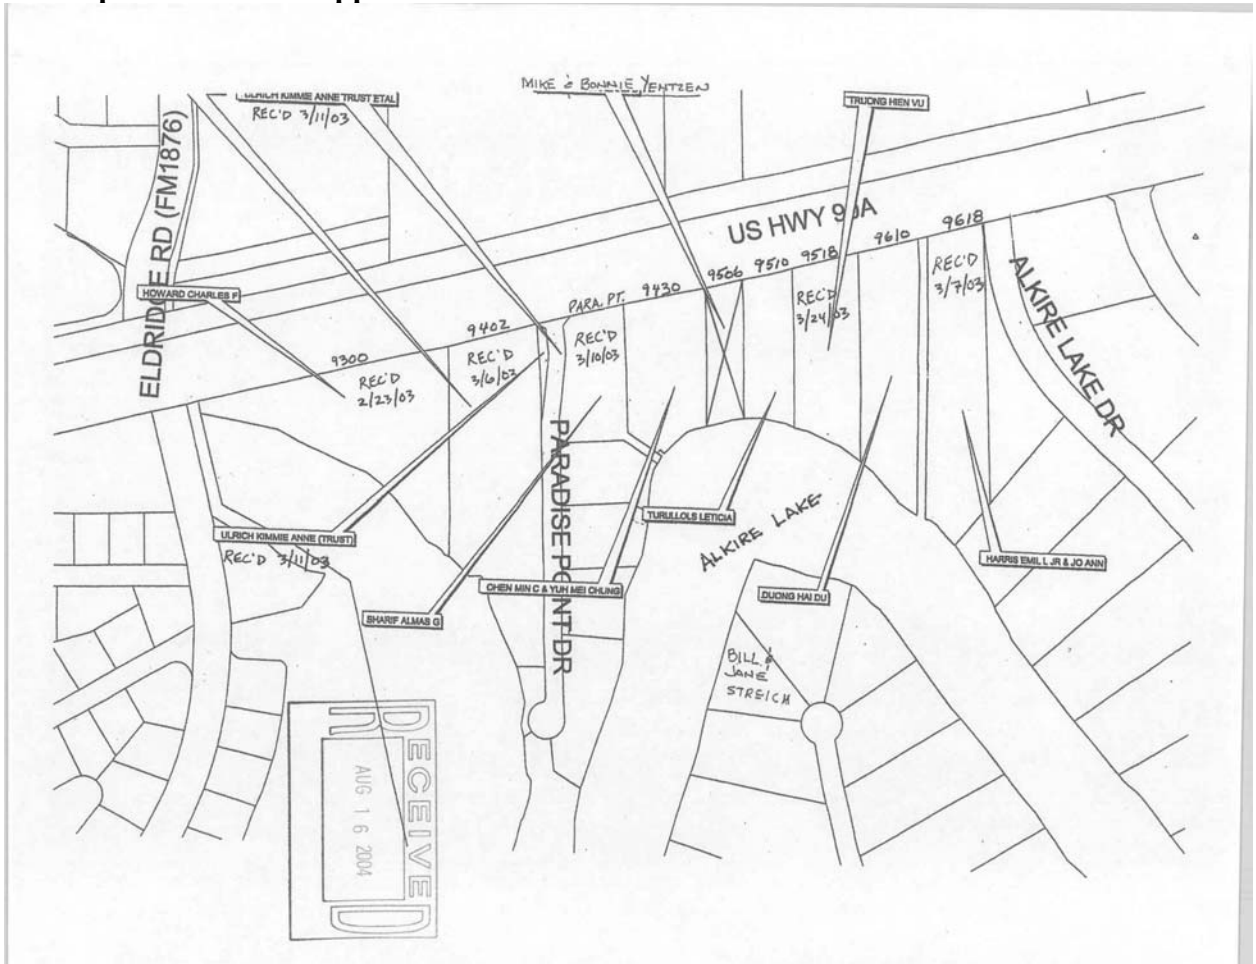 ULRICH KIMMIE ANNE TRUST ETAL
REC'D 3/11/03
MIKE & BONNIE YENTZEN
TRUONG HIEN VU
ELDRIDGE RD (FM1876)
US HWY 90A
HOWARD CHARLES F
9300
REC'D
2/23/03
9402
REC'D
3/6/03
PARA. PT.
REC'D
3/10/03
9430
9506
9510
9518
REC'D
3/24/03
9610
9618
REC'D
3/7/03
ALKIRE LAKE DR
PARADISE POINT DR
ULRICH KIMMIE ANNE (TRUST)
REC'D 3/11/03
SHARIF ALMAS G
CHEN MIN C & YUH MEI CHUNG
TURULLOLS LETICIA
ALKIRE LAKE
DUONG HAI DU
HARRIS EMIL L JR & JO ANN
BILL &
JANE
STREICH
RECEIVED
AUG 16 2004